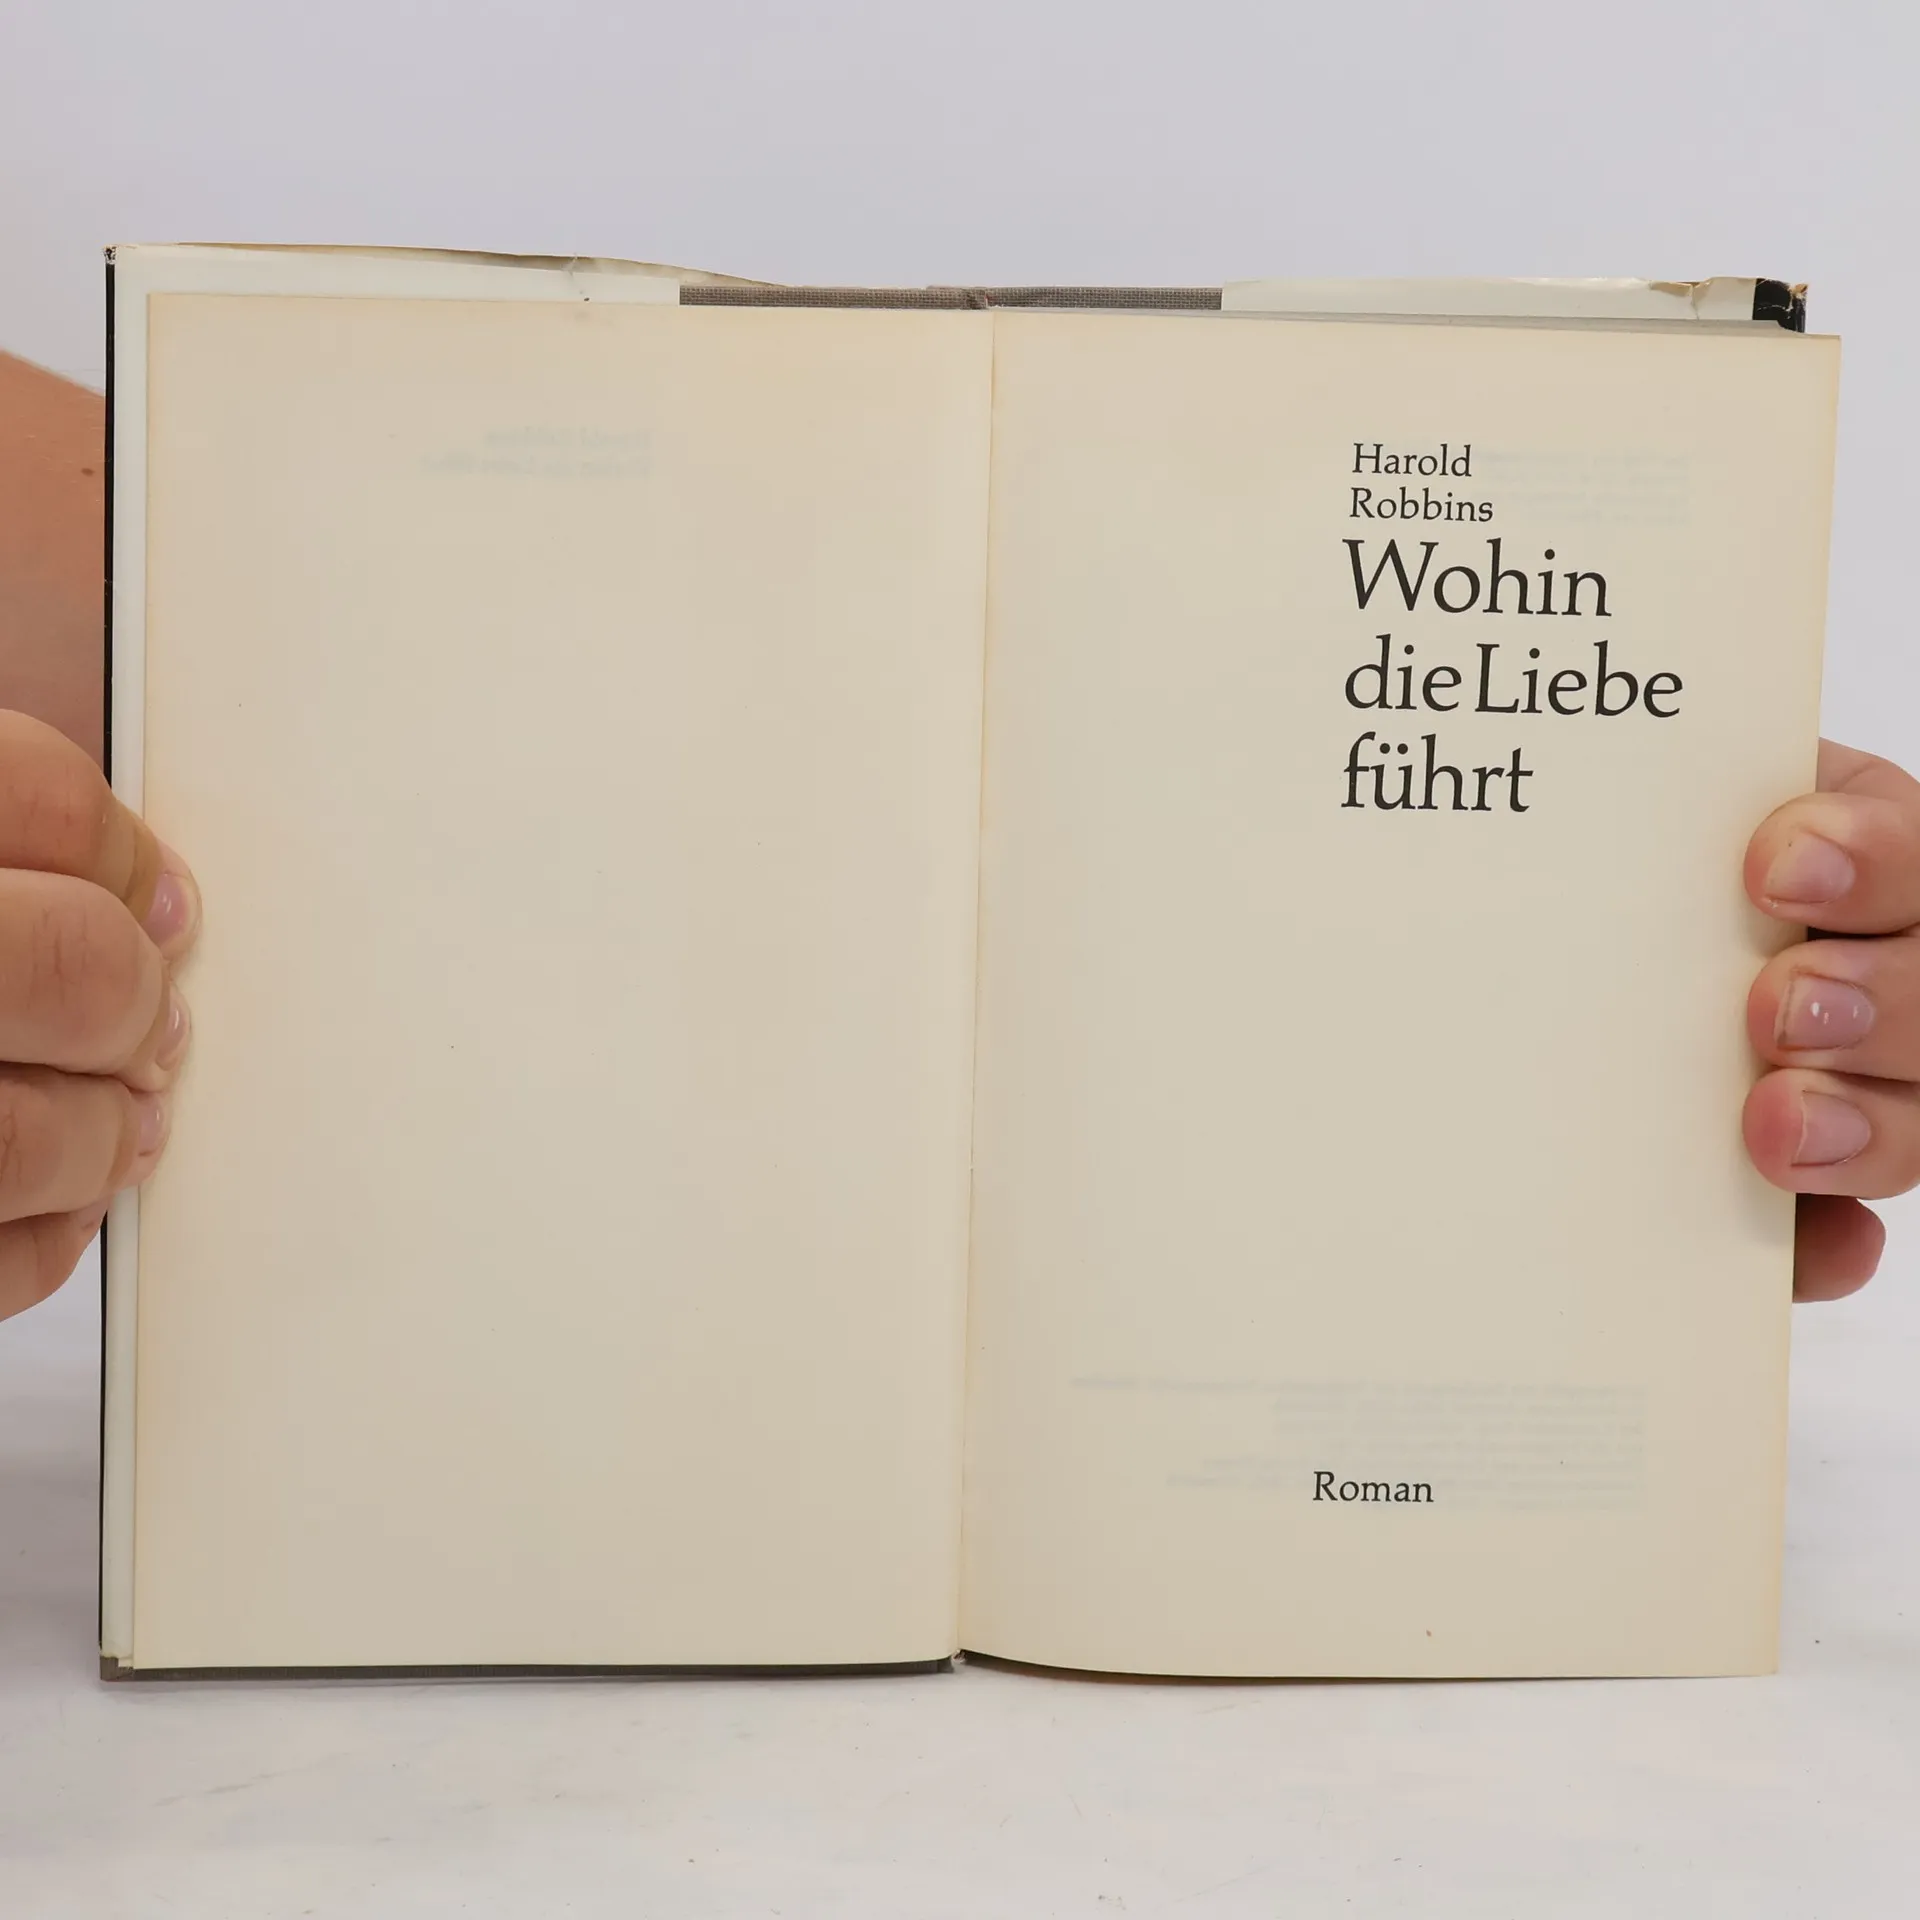 Harold
Robbins
Wohin
die Liebe
führt
Roman